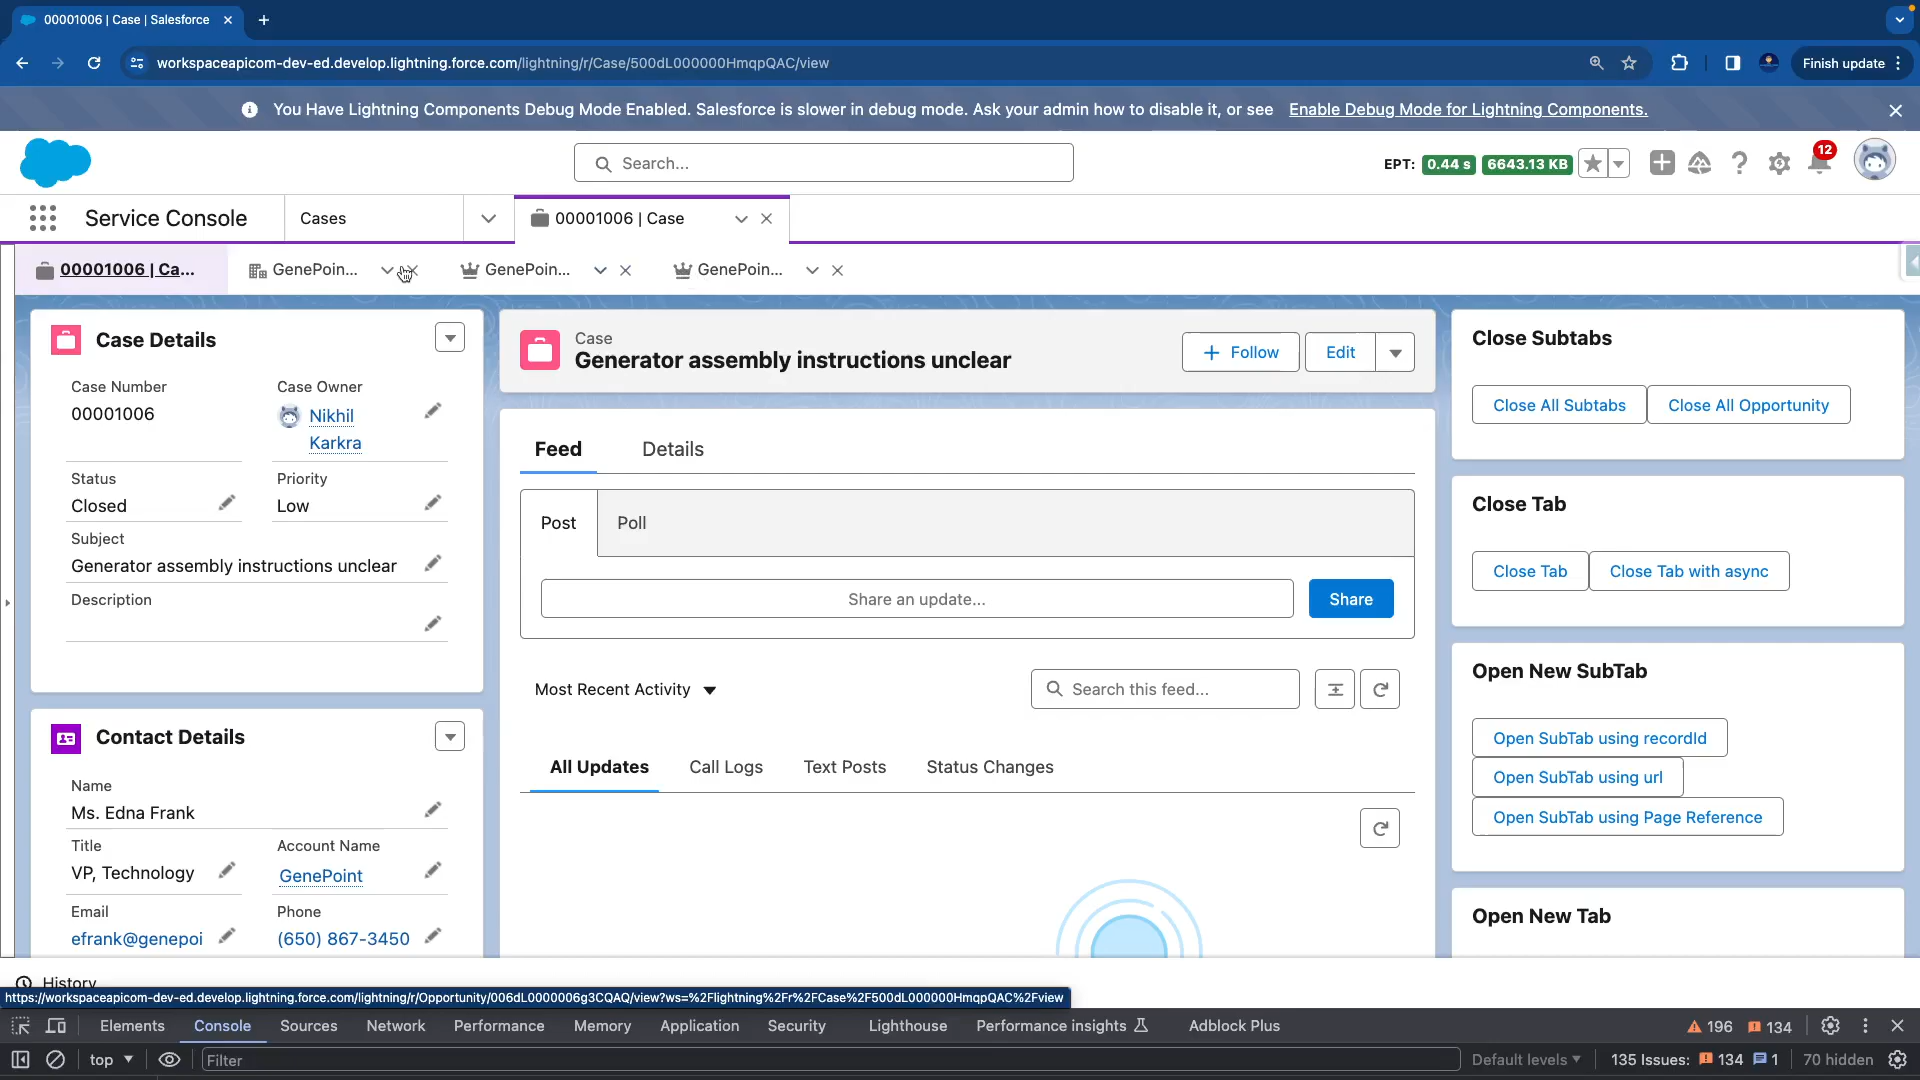 00001006 | Case | Salesforce
workspaceapicom-dev-ed.develop.lightning.force.com/lightning/r/Case/500dL000000HmqpQAC/view
Finish update
You Have Lightning Components Debug Mode Enabled. Salesforce is slower in debug mode. Ask your admin how to disable it, or see Enable Debug Mode for Lightning Components.
Search...
EPT: 0.44 s 6643.13 KB
12
Service Console
Cases
00001006 | Case
00001006 | Ca...
GenePoin...
GenePoin...
GenePoin...
Case Details
Case Number
00001006
Case Owner
Nikhil
Karkra
Status
Closed
Priority
Low
Subject
Generator assembly instructions unclear
Description
Contact Details
Name
Ms. Edna Frank
Title
VP, Technology
Account Name
GenePoint
Email
efrank@genepoi
Phone
(650) 867-3450
Case
Generator assembly instructions unclear
Follow
Edit
Feed
Details
Post
Poll
Share an update...
Share
Most Recent Activity
Search this feed...
All Updates
Call Logs
Text Posts
Status Changes
Close Subtabs
Close All Subtabs
Close All Opportunity
Close Tab
Close Tab
Close Tab with async
Open New SubTab
Open SubTab using recordId
Open SubTab using url
Open SubTab using Page Reference
Open New Tab
History
https://workspaceapicom-dev-ed.develop.lightning.force.com/lightning/r/Opportunity/006dL0000006g3CQAQ/view?ws=%2Flightning%2Fr%2FCase%2F500dL000000HmqpQAC%2Fview
Elements
Console
Sources
Network
Performance
Memory
Application
Security
Lighthouse
Performance insights
Adblock Plus
196
134
top
Filter
Default levels
135 Issues:
134
1
70 hidden